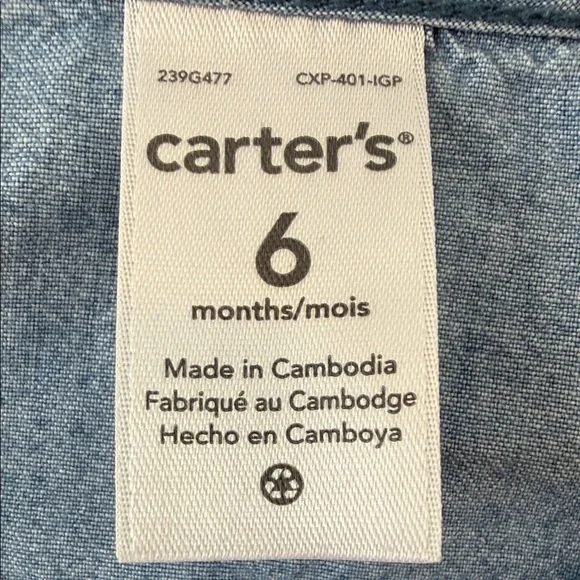 239G477 CXP-401-IGP
carter's®
6
months/mois
Made in Cambodia
Fabriqué au Cambodge
Hecho en Camboya